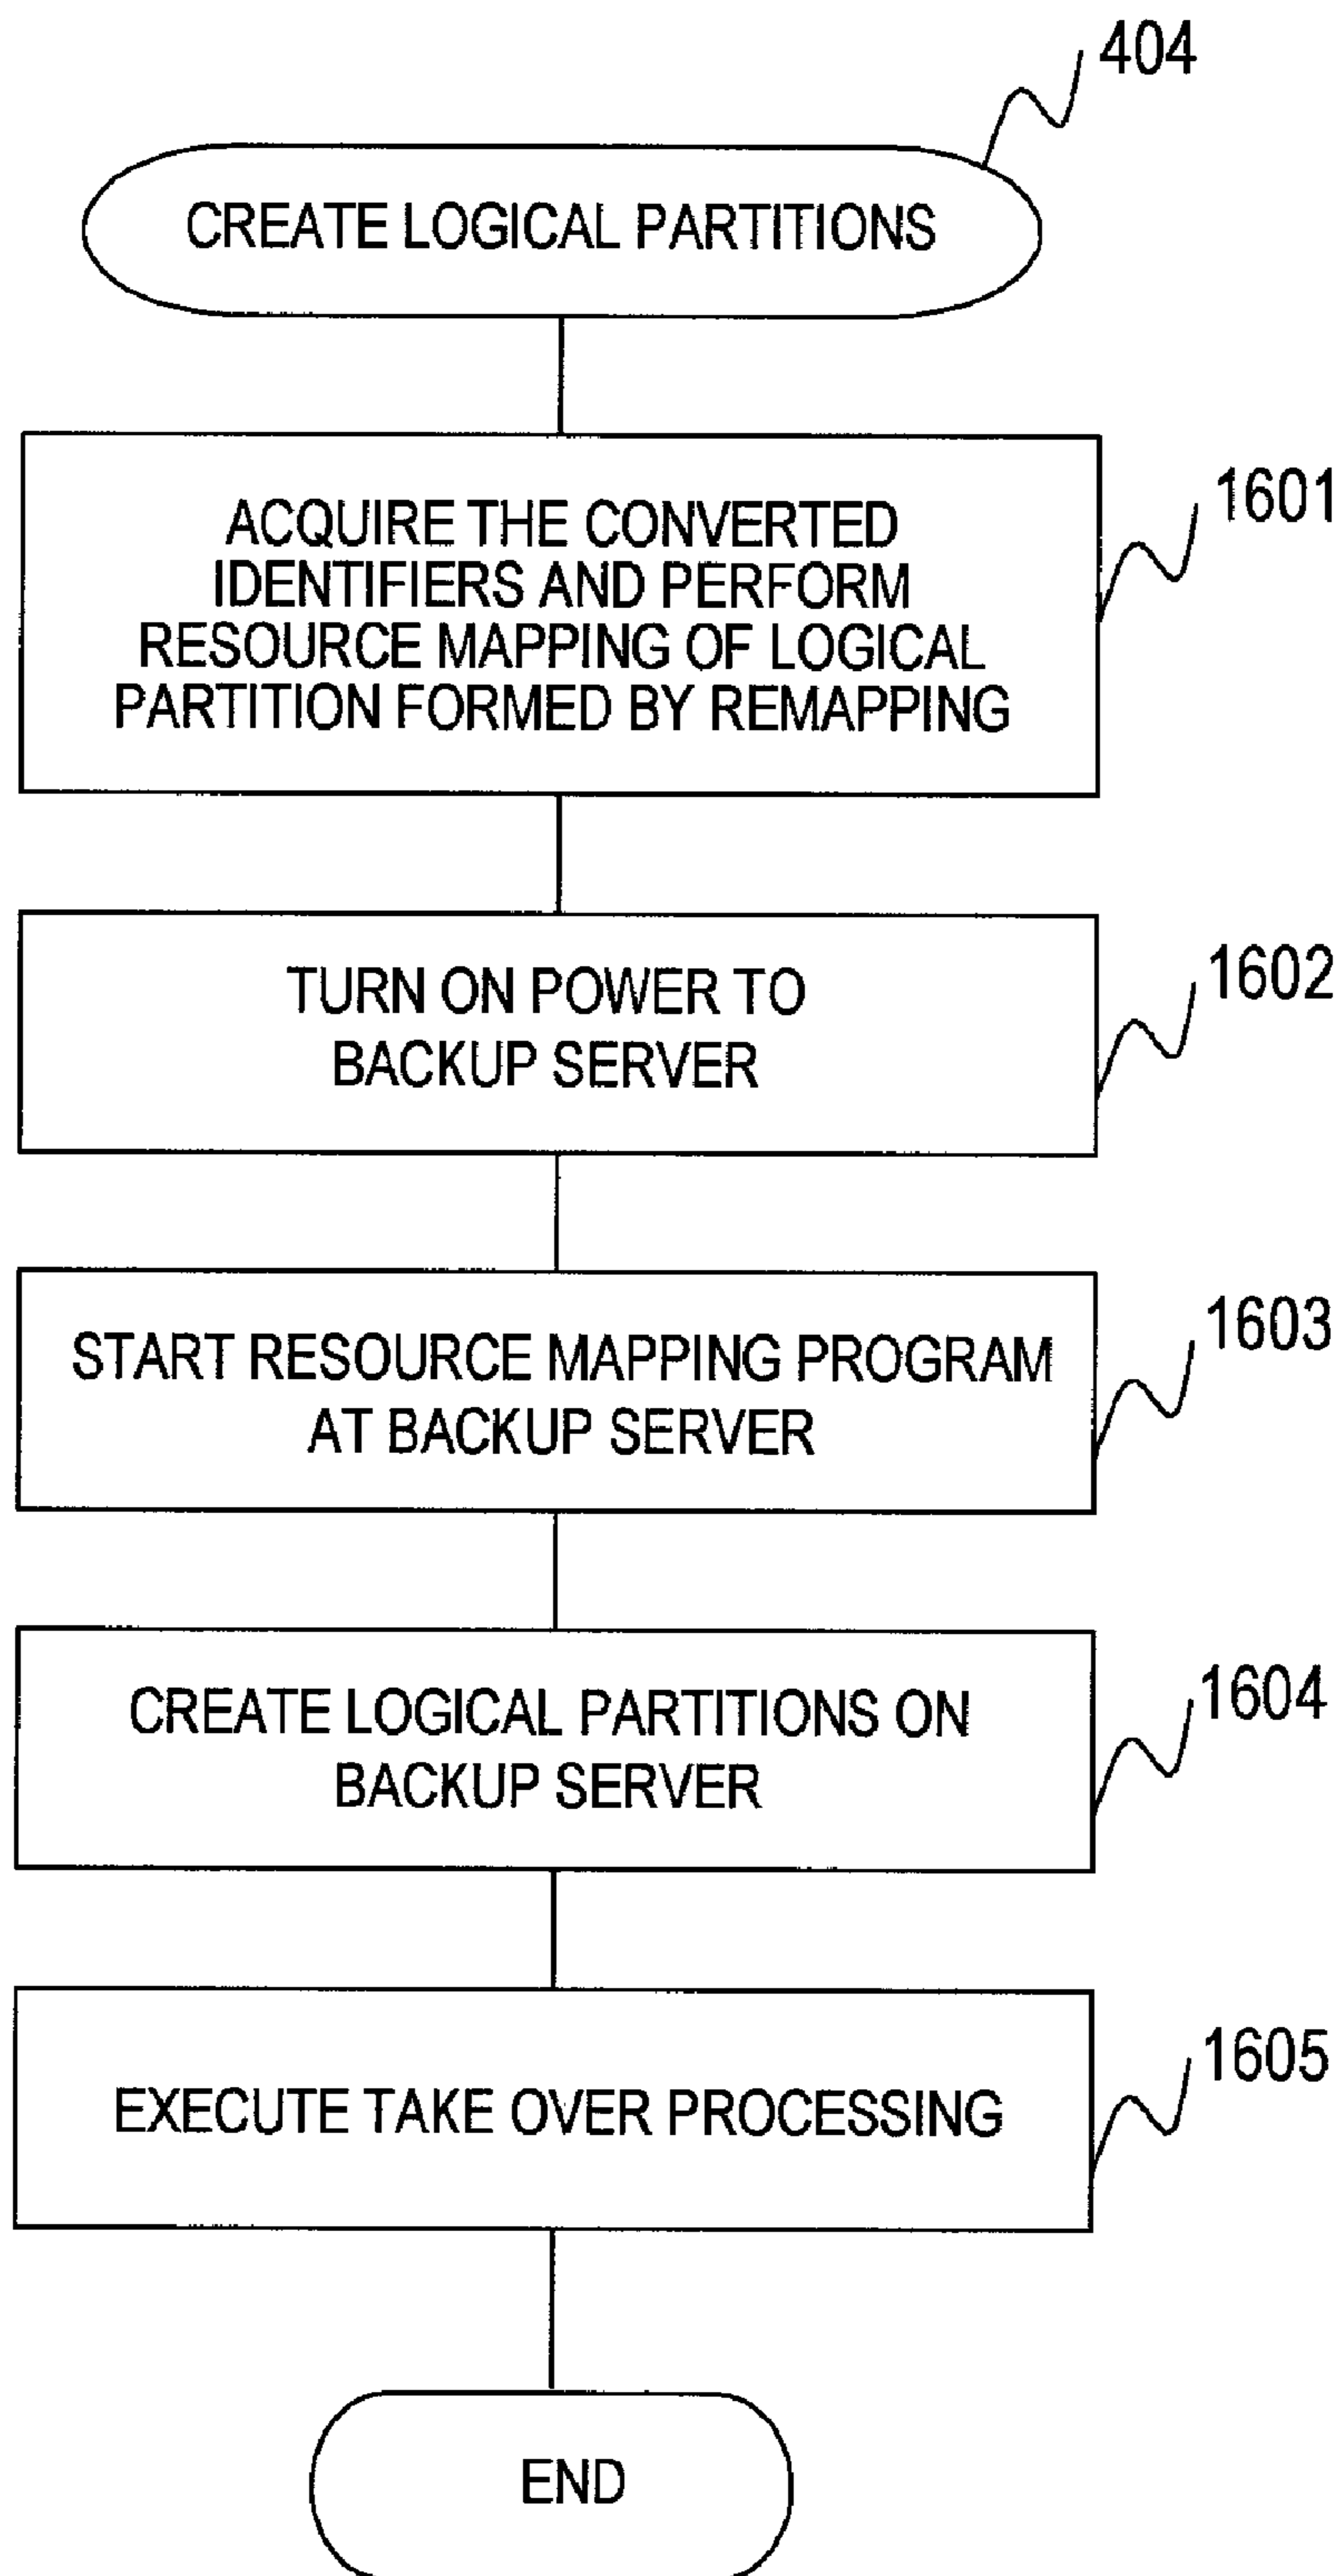 404
CREATE LOGICAL PARTITIONS
1601
ACQUIRE THE CONVERTED
IDENTIFIERS AND PERFORM
RESOURCE MAPPING OF LOGICAL
PARTITION FORMED BY REMAPPING
1602
TURN ON POWER TO
BACKUP SERVER
1603
START RESOURCE MAPPING PROGRAM
AT BACKUP SERVER
1604
CREATE LOGICAL PARTITIONS ON
BACKUP SERVER
1605
EXECUTE TAKE OVER PROCESSING
END